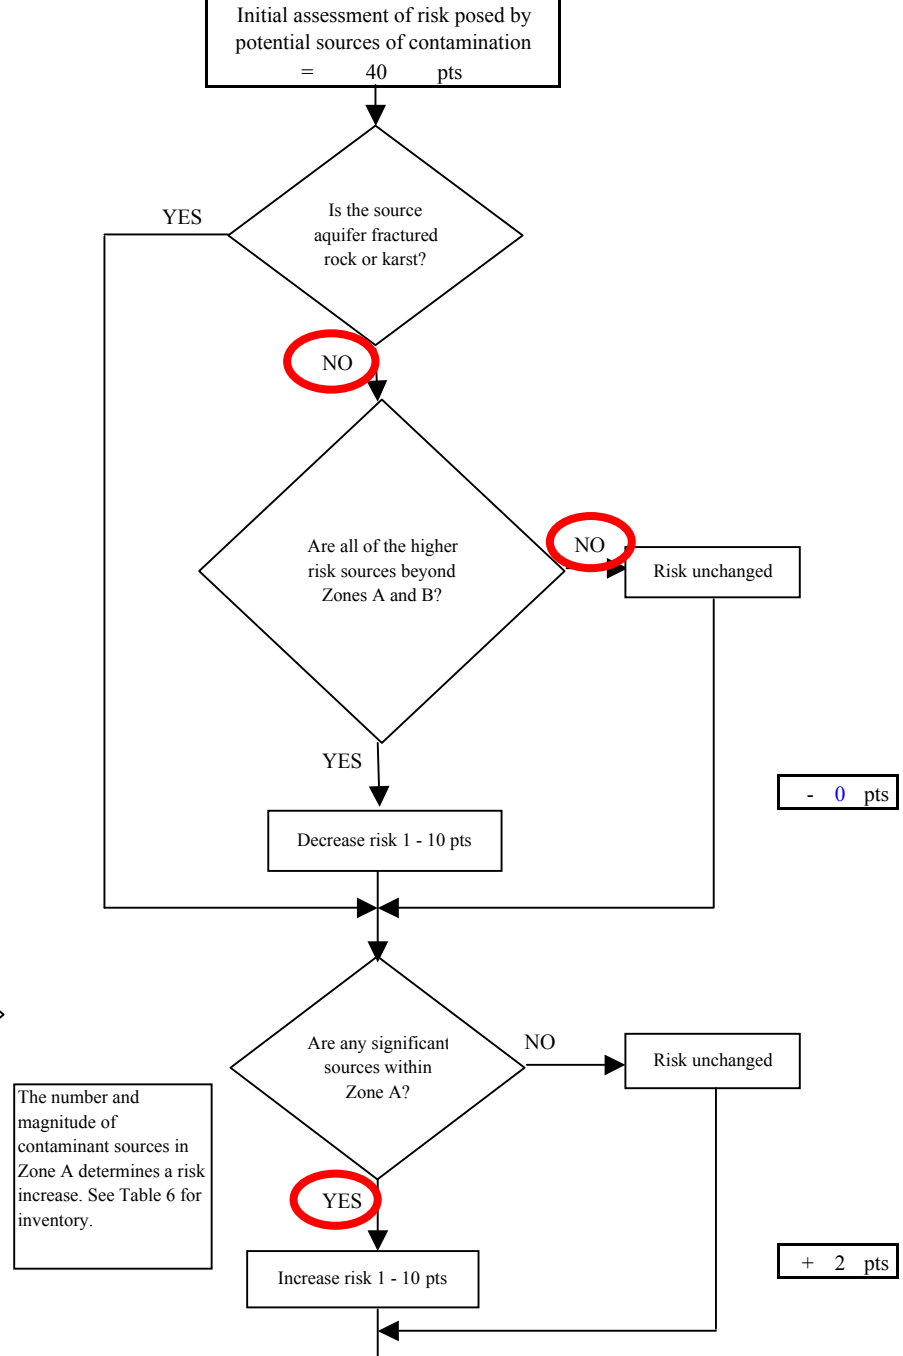 Initial assessment of risk posed by
potential sources of contamination
= 40 pts
YES
Is the source
aquifer fractured
rock or karst?
NO
Are all of the higher
risk sources beyond
Zones A and B?
NO
Risk unchanged
YES
- 0 pts
Decrease risk 1 - 10 pts
Are any significant
sources within
Zone A?
NO
Risk unchanged
The number and
magnitude of
contaminant sources in
Zone A determines a risk
increase. See Table 6 for
inventory.
YES
+ 2 pts
Increase risk 1 - 10 pts